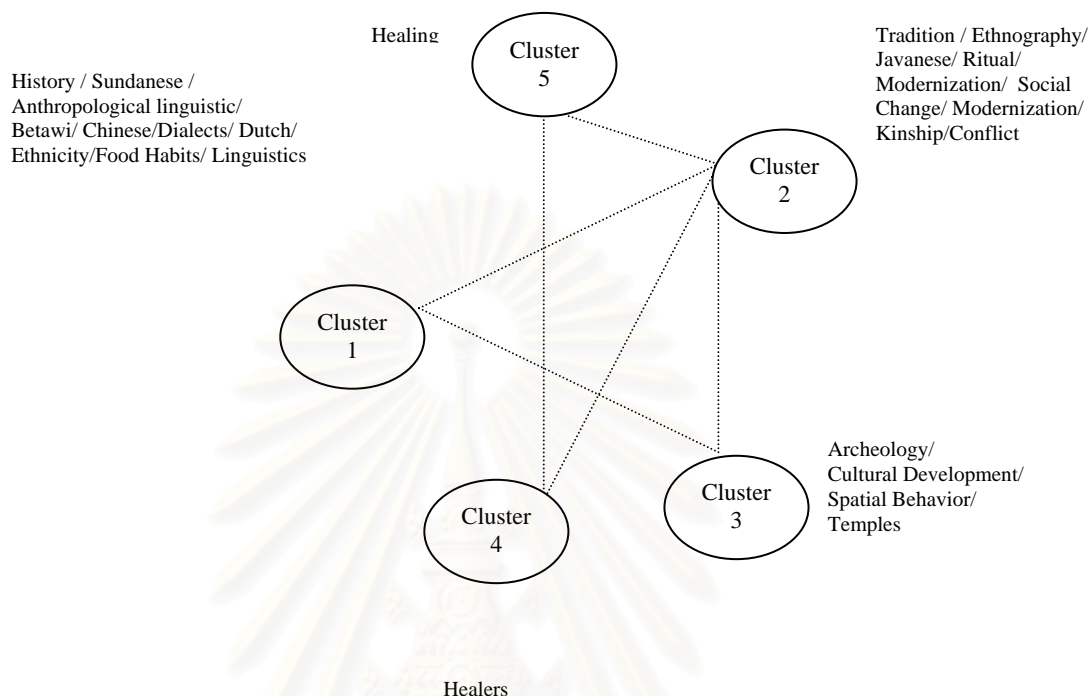 Healing
Cluster
5
Tradition / Ethnography/
Javanese/ Ritual/
Modernization/ Social
Change/ Modernization/
Kinship/Conflict
History / Sundanese /
Anthropological linguistic/
Betawi/ Chinese/Dialects/ Dutch/
Ethnicity/Food Habits/ Linguistics
Cluster
2
Cluster
1
Archeology/
Cultural Development/
Spatial Behavior/
Temples
Cluster
3
Cluster
4
Healers